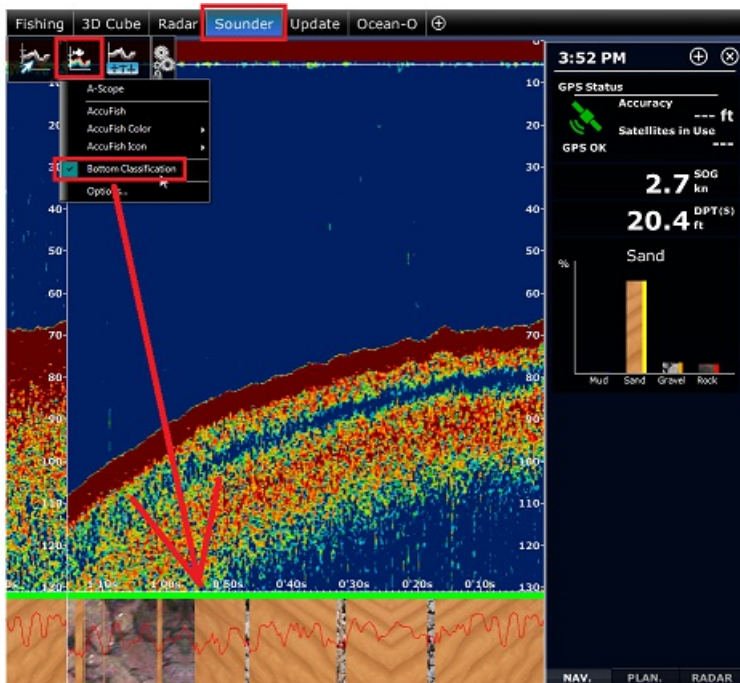 Fishing 3D Cube Radar Sounder Update Ocean-O
3:52 PM
GPS Status
Accuracy
--- ft
Satellites in Use
---
GPS OK
2.7 SOG kn
20.4 DPT(S) ft
Sand
%
Mud Sand Gravel Rock
A-Scope
AccuFish
AccuFish Color
AccuFish Icon
Bottom Classification
10
20
30
40
50
60
70
80
90
100
110
120
130
10
20
30
40
50
60
70
80
90
100
110
120
130
1'10s 1'00s 0'50s 0'40s 0'30s 0'20s 0'10s
NAV. PLAN. RADAR